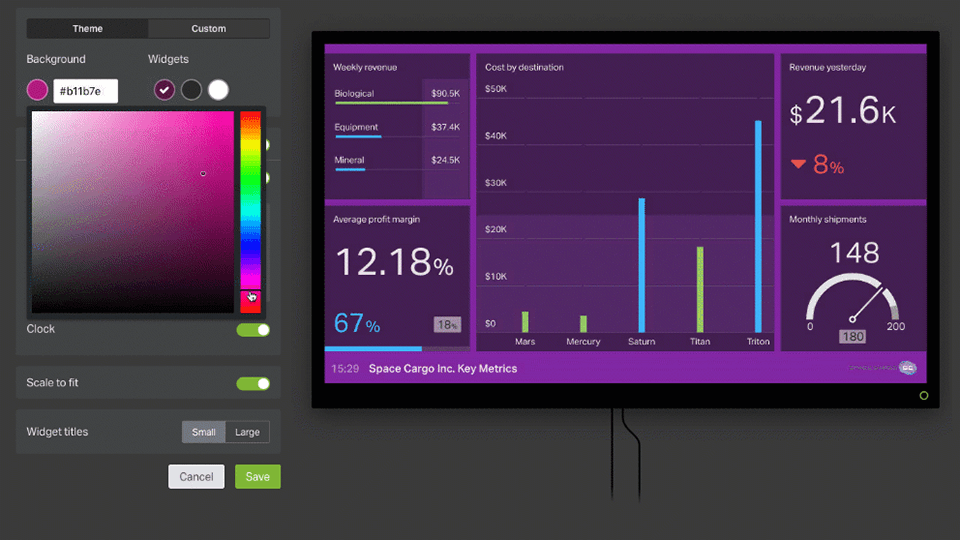 Theme Custom
Background Widgets
#b11b7e
Clock
Scale to fit
Widget titles Small Large
Cancel Save
Weekly revenue
Biological $90.5K
Equipment $37.4K
Mineral $24.5K
Average profit margin
12.18%
67% 18%
Cost by destination
$50K
$40K
$30K
$20K
$10K
$0
Mars Mercury Saturn Titan Triton
Revenue yesterday
$21.6K
8%
Monthly shipments
148
0 200
180
15:29 Space Cargo Inc. Key Metrics